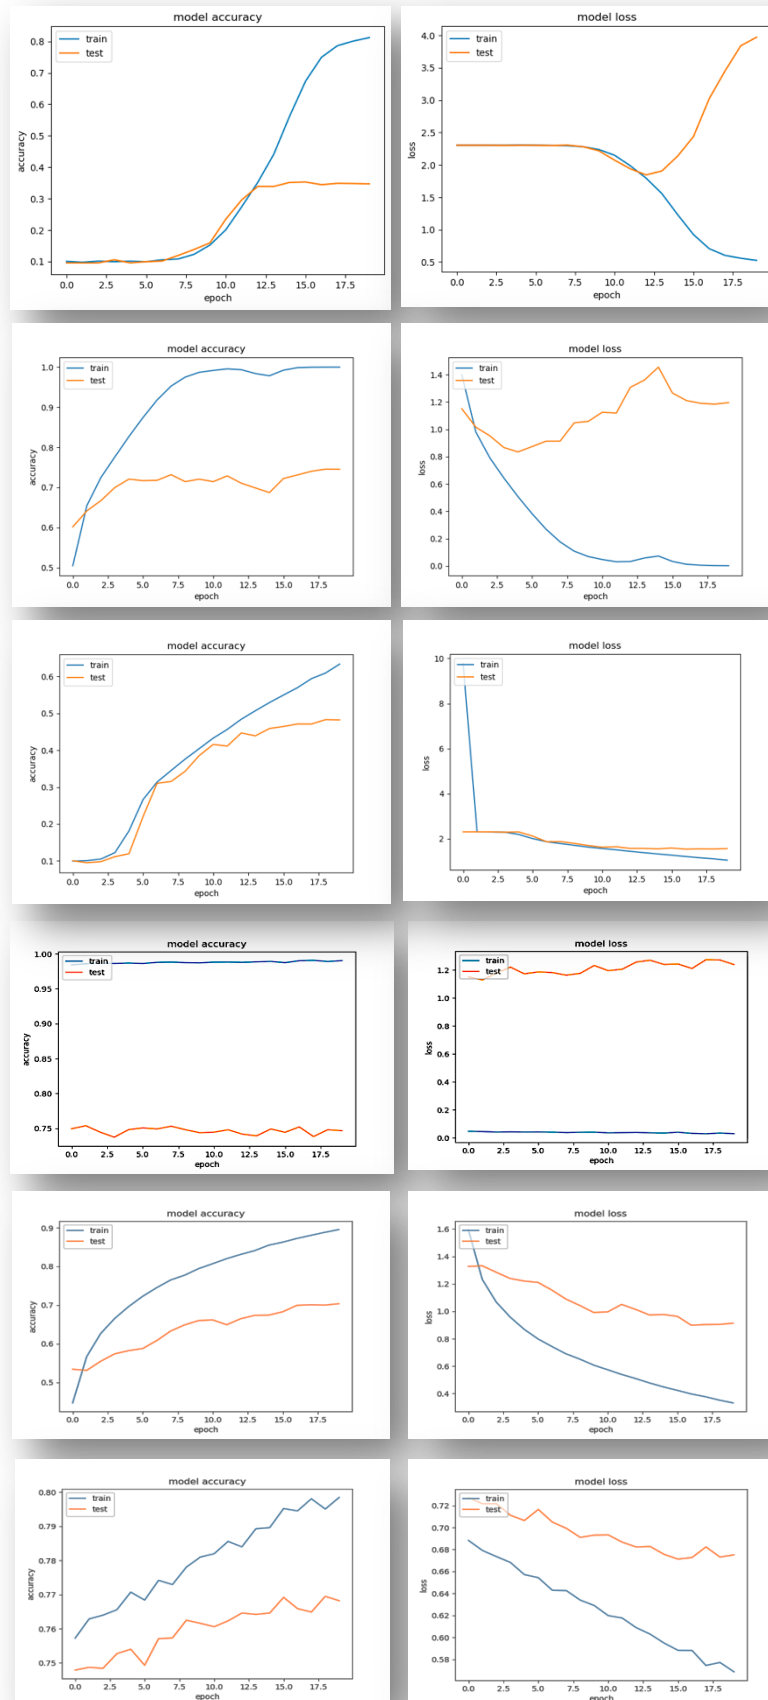 model accuracy
train
test
accuracy
0.8
0.7
0.6
0.5
0.4
0.3
0.2
0.1
0.0 2.5 5.0 7.5 10.0 12.5 15.0 17.5
epoch
model loss
train
test
loss
4.0
3.5
3.0
2.5
2.0
1.5
1.0
0.5
0.0 2.5 5.0 7.5 10.0 12.5 15.0 17.5
epoch
model accuracy
train
test
accuracy
1.0
0.9
0.8
0.7
0.6
0.5
0.0 2.5 5.0 7.5 10.0 12.5 15.0 17.5
epoch
model loss
train
test
loss
1.4
1.2
1.0
0.8
0.6
0.4
0.2
0.0
0.0 2.5 5.0 7.5 10.0 12.5 15.0 17.5
epoch
model accuracy
train
test
accuracy
0.6
0.5
0.4
0.3
0.2
0.1
0.0 2.5 5.0 7.5 10.0 12.5 15.0 17.5
epoch
model loss
train
test
loss
10
8
6
4
2
0.0 2.5 5.0 7.5 10.0 12.5 15.0 17.5
epoch
model accuracy
train
test
accuracy
1.00
0.95
0.90
0.85
0.80
0.75
0.0 2.5 5.0 7.5 10.0 12.5 15.0 17.5
epoch
model loss
train
test
loss
1.2
1.0
0.8
0.6
0.4
0.2
0.0
0.0 2.5 5.0 7.5 10.0 12.5 15.0 17.5
epoch
model accuracy
train
test
accuracy
0.9
0.8
0.7
0.6
0.5
0.0 2.5 5.0 7.5 10.0 12.5 15.0 17.5
epoch
model loss
train
test
loss
1.6
1.4
1.2
1.0
0.8
0.6
0.4
0.0 2.5 5.0 7.5 10.0 12.5 15.0 17.5
epoch
model accuracy
train
test
accuracy
0.80
0.79
0.78
0.77
0.76
0.75
0.0 2.5 5.0 7.5 10.0 12.5 15.0 17.5
epoch
model loss
train
test
loss
0.72
0.70
0.68
0.66
0.64
0.62
0.60
0.58
0.0 2.5 5.0 7.5 10.0 12.5 15.0 17.5
epoch